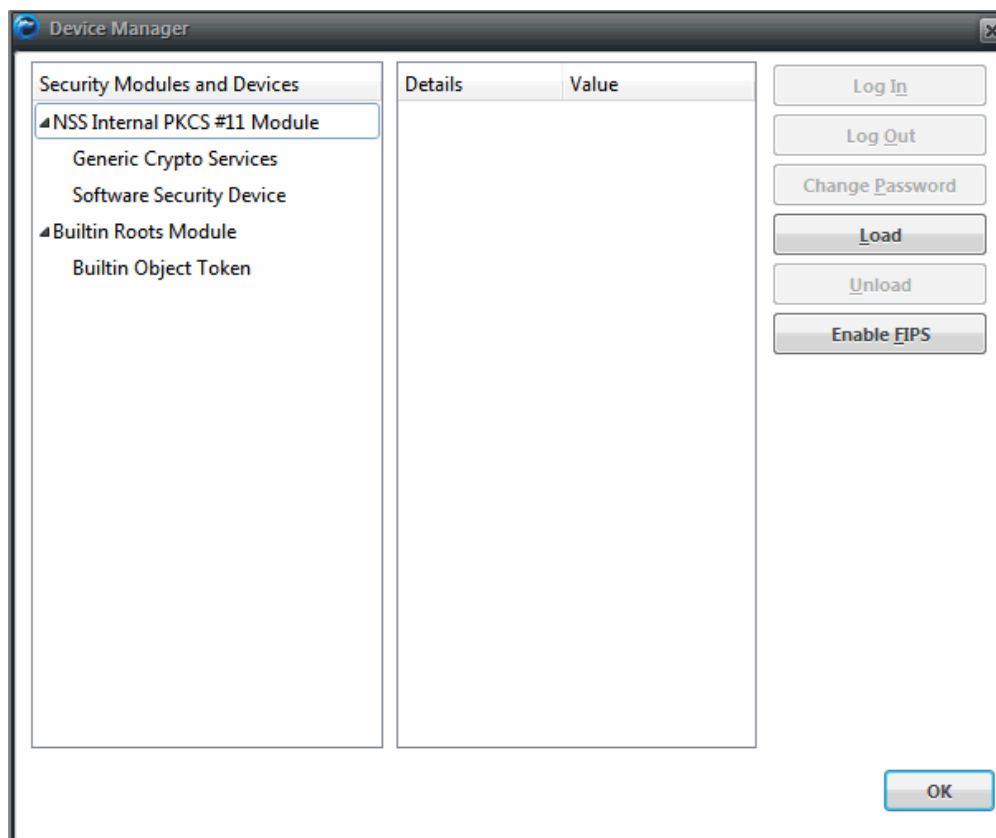 Device Manager
Security Modules and Devices
NSS Internal PKCS #11 Module
Generic Crypto Services
Software Security Device
Builtin Roots Module
Builtin Object Token
Details Value
Log In
Log Out
Change Password
Load
Unload
Enable FIPS
OK